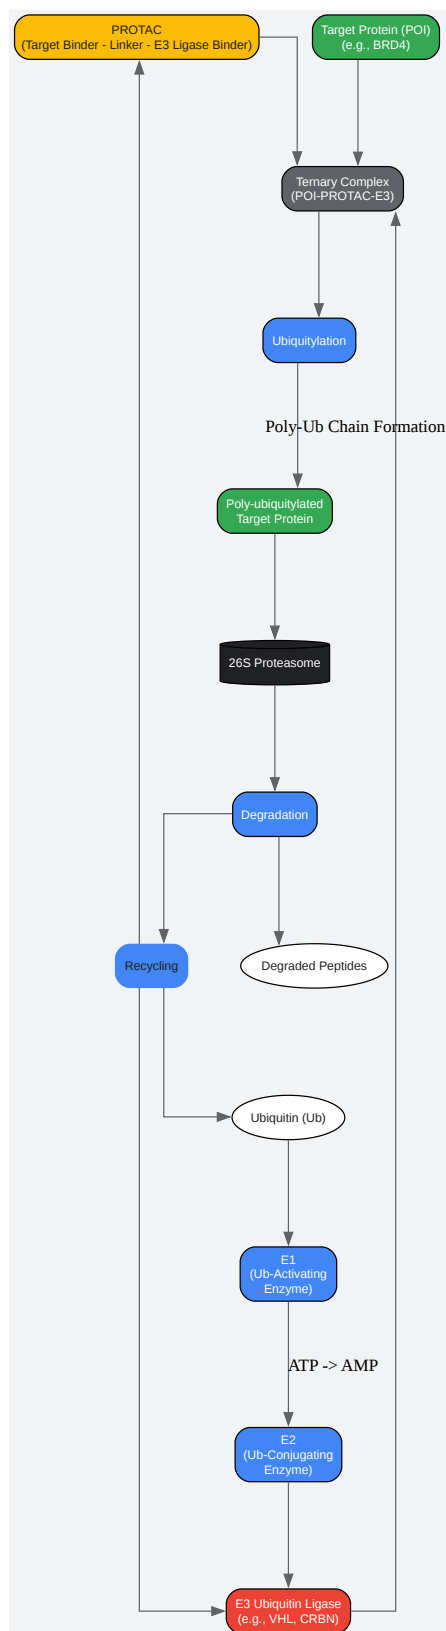 PROTAC
(Target Binder - Linker - E3 Ligase Binder)
Target Protein (POI)
(e.g., BRD4)
Ternary Complex
(POI-PROTAC-E3)
Ubiquitylation
Poly-Ub Chain Formation
Poly-ubiquitylated
Target Protein
26S Proteasome
Degradation
Recycling
Degraded Peptides
Ubiquitin (Ub)
E1
(Ub-Activating
Enzyme)
ATP -> AMP
E2
(Ub-Conjugating
Enzyme)
E3 Ubiquitin Ligase
(e.g., VHL, CRBN)